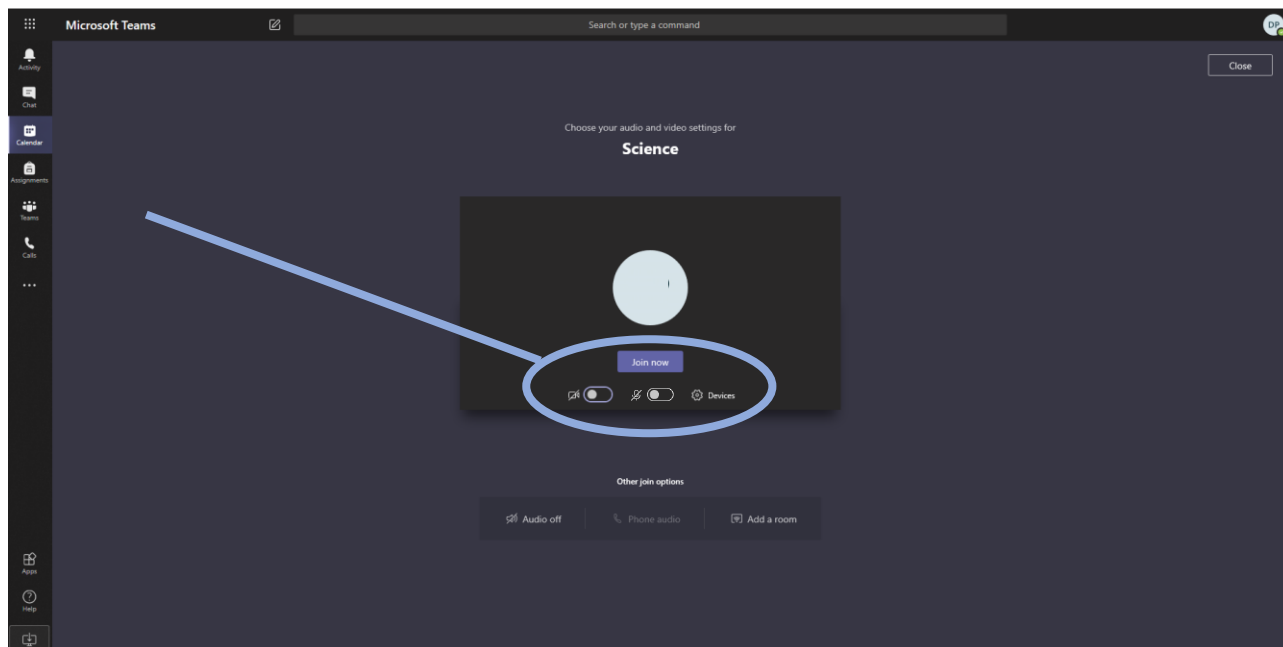 Microsoft Teams
Search or type a command
DP
Activity
Chat
Calendar
Assignments
Teams
Calls
Apps
Help
Close
Choose your audio and video settings for
Science
Join now
Devices
Other join options
Audio off
Phone audio
Add a room